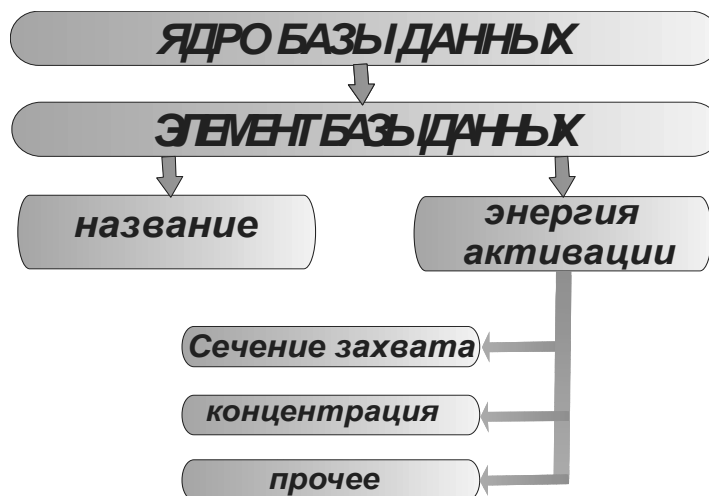 ЯДРО БАЗЫ ДАННЫХ
ЭЛЕМЕНТ БАЗЫ ДАННЫХ
название
энергия
активации
Сечение захвата
концентрация
прочее